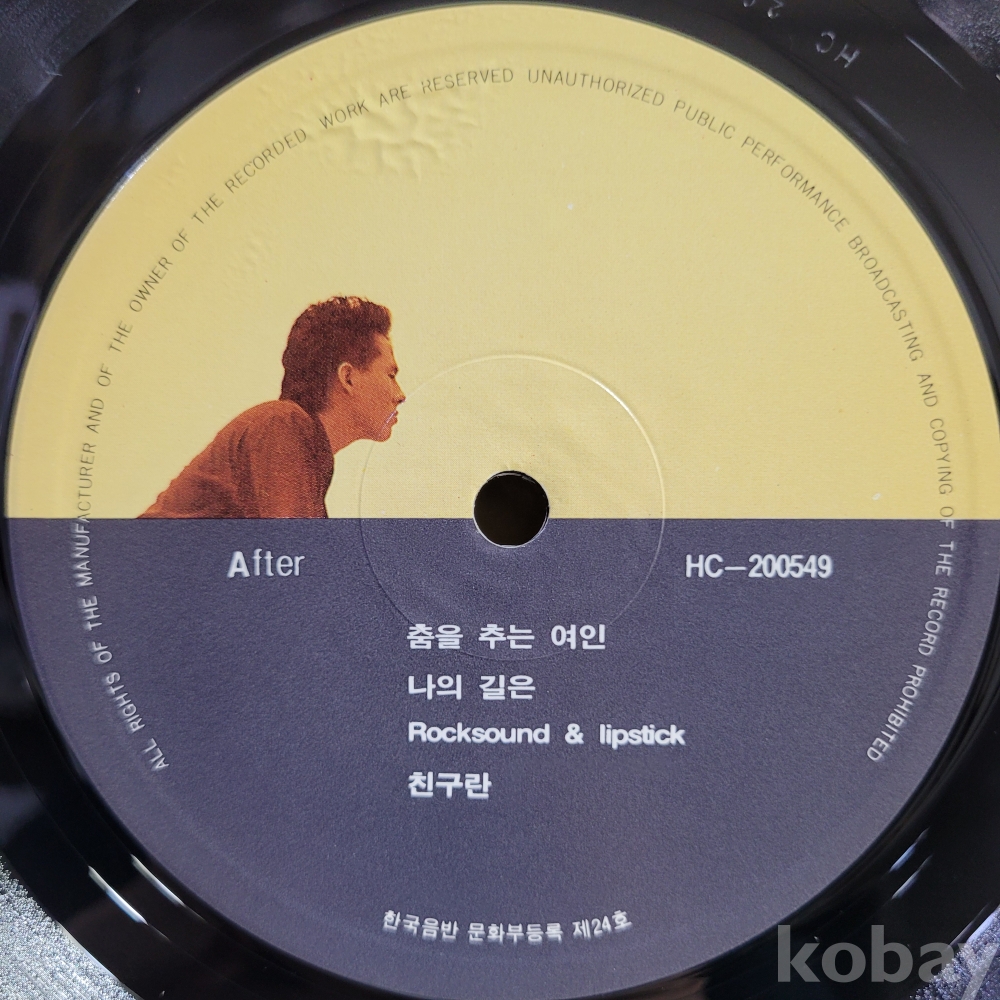 ALL RIGHTS OF THE MANUFACTURER AND OF THE OWNER OF THE RECORDED WORK ARE RESERVED UNAUTHORIZED PUBLIC PERFORMANCE BROADCASTING AND COPYING OF THE RECORD PROHIBITED
HC
After
HC–200549
춤을 추는 여인
나의 길은
Rocksound & lipstick
친구란
한국음반 문화부등록 제24호
kobay